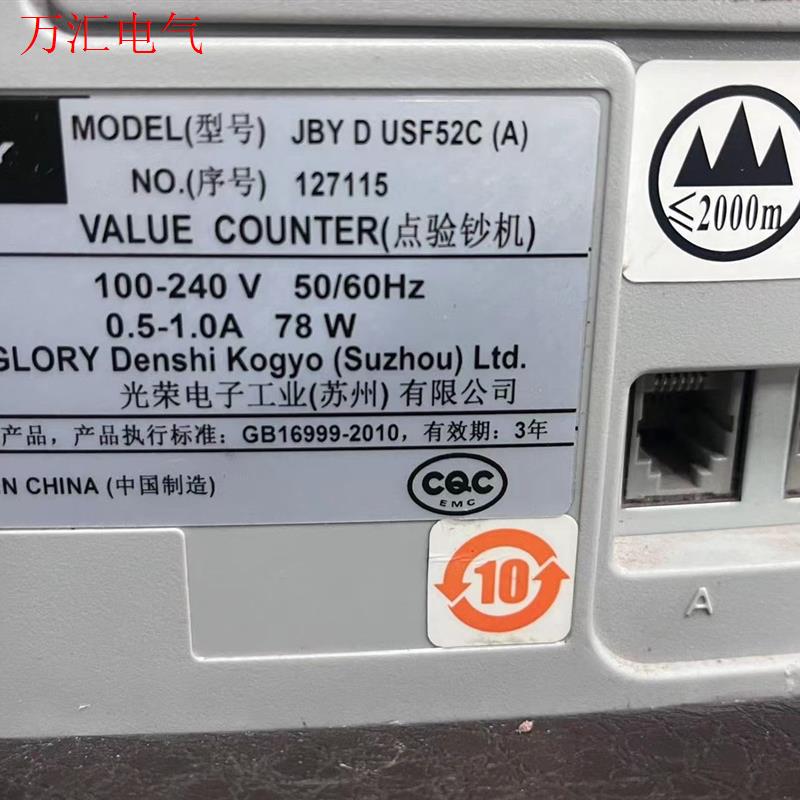 万汇电气
Y
MODEL(型号) JBY D USF52C (A)
NO.(序号) 127115
VALUE COUNTER(点验钞机)
100-240 V 50/60Hz
0.5-1.0A 78 W
GLORY Denshi Kogyo (Suzhou) Ltd.
光荣电子工业(苏州) 有限公司
产品，产品执行标准：GB16999-2010，有效期：3年
N CHINA (中国制造)
CQC
EMC
≤2000m
10
A